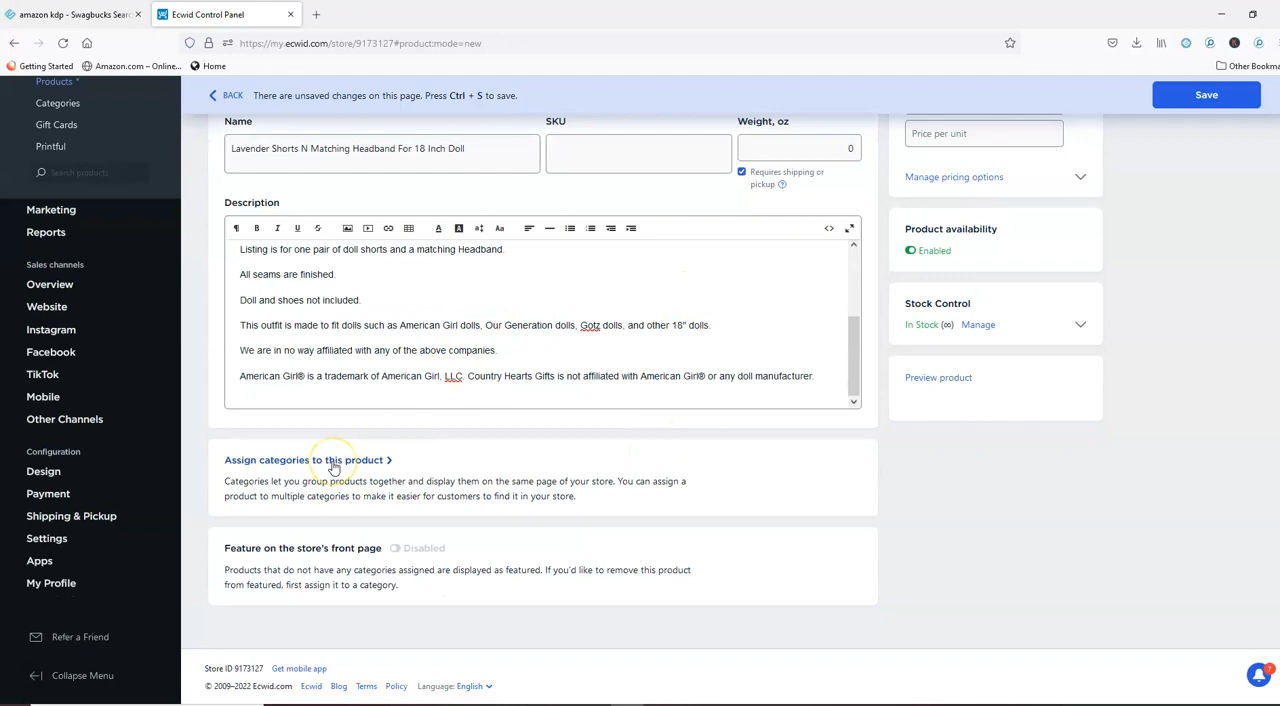 amazon kdp - Swagbucks Sear
Ecwid Control Panel
https://my.ecwid.com/store/9173127#product:mode=new
Getting Started
Amazon.com – Online...
Home
Other Bookma
Products *
Categories
Gift Cards
Printful
Search products
Marketing
Reports
Sales channels
Overview
Website
Instagram
Facebook
TikTok
Mobile
Other Channels
Configuration
Design
Payment
Shipping & Pickup
Settings
Apps
My Profile
Refer a Friend
Collapse Menu
BACK
There are unsaved changes on this page. Press Ctrl + S to save.
Save
Name
SKU
Weight, oz
Lavender Shorts N Matching Headband For 18 Inch Doll
0
Requires shipping or
pickup
Description
Listing is for one pair of doll shorts and a matching Headband.
All seams are finished.
Doll and shoes not included.
This outfit is made to fit dolls such as American Girl dolls, Our Generation dolls, Gotz dolls, and other 18" dolls.
We are in no way affiliated with any of the above companies.
American Girl® is a trademark of American Girl, LLC. Country Hearts Gifts is not affiliated with American Girl® or any doll manufacturer.
Assign categories to this product
Categories let you group products together and display them on the same page of your store. You can assign a
product to multiple categories to make it easier for customers to find it in your store.
Feature on the store's front page
Disabled
Products that do not have any categories assigned are displayed as featured. If you'd like to remove this product
from featured, first assign it to a category.
Price per unit
Manage pricing options
Product availability
Enabled
Stock Control
In Stock (∞) Manage
Preview product
Store ID 9173127 Get mobile app
© 2009–2022 Ecwid.com Ecwid Blog Terms Policy Language: English
7